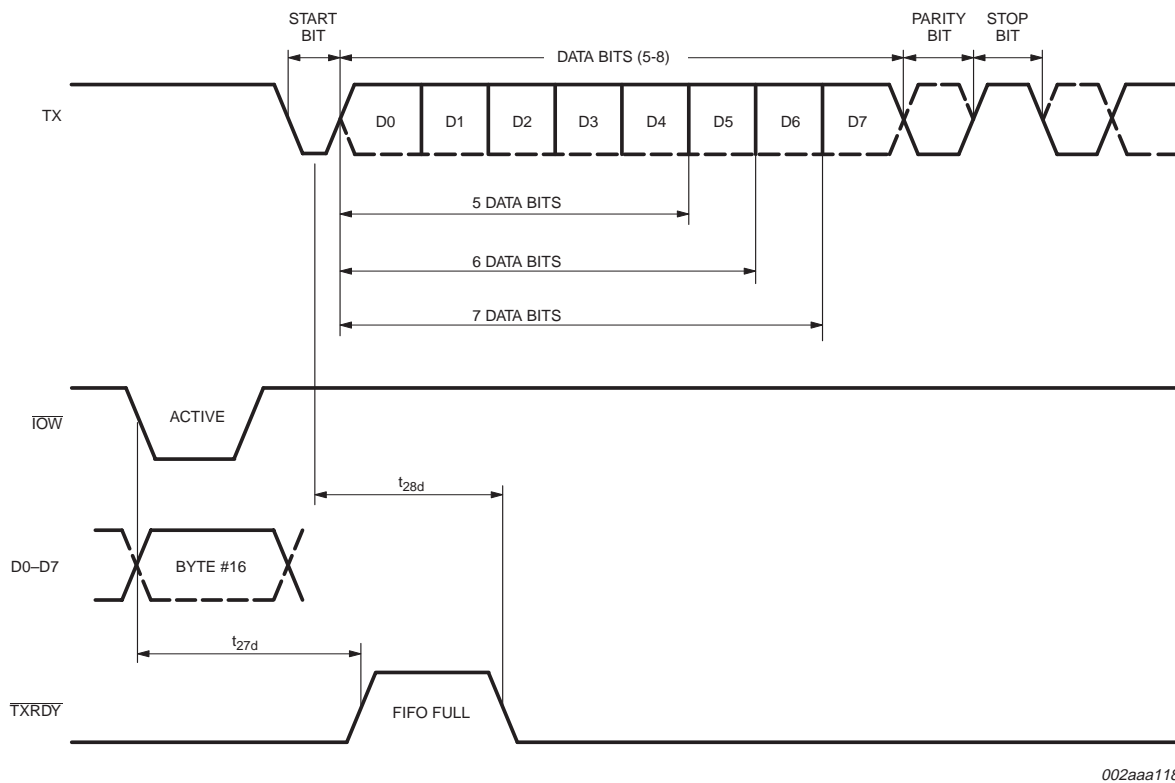 START
BIT
PARITY
BIT
STOP
BIT
DATA BITS (5-8)
TX
D0 D1 D2 D3 D4 D5 D6 D7
5 DATA BITS
6 DATA BITS
7 DATA BITS
IOW
ACTIVE
t28d
D0–D7
BYTE #16
t27d
TXRDY
FIFO FULL
002aaa118